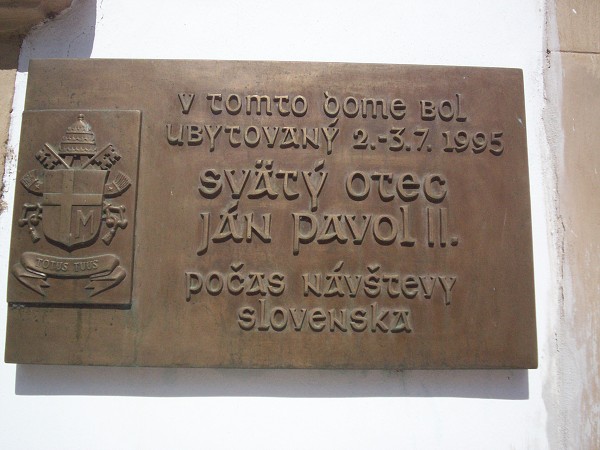 V tomto dome bol
ubytovaný 2.-3.7. 1995
Svätý Otec
Ján Pavol II.
počas návštevy
Slovenska
TOTUS TUUS
M